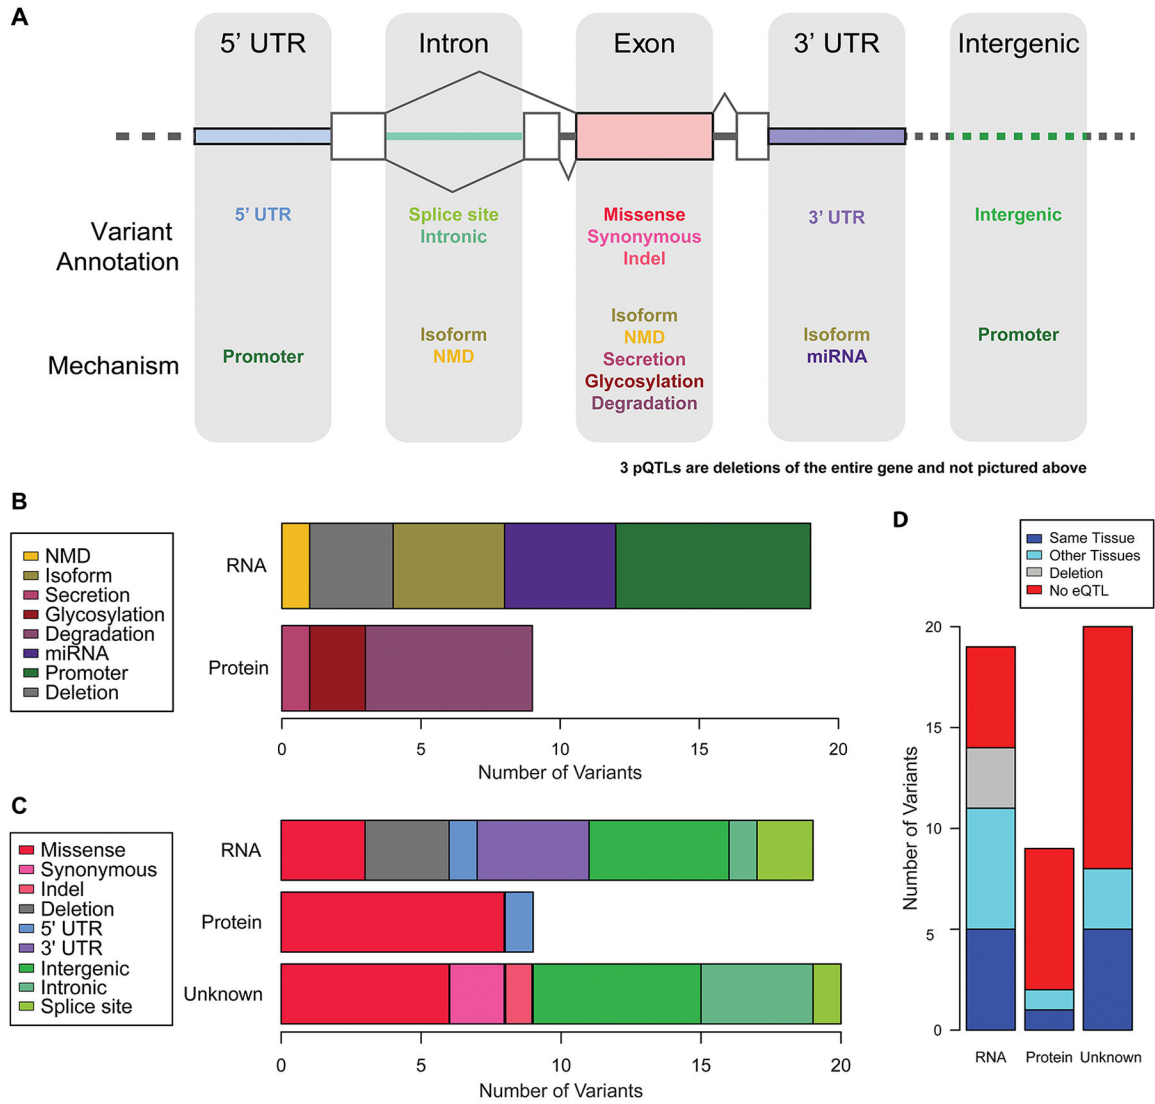 A
5’ UTR
Intron
Exon
3’ UTR
Intergenic
Variant
Annotation
5’ UTR
Splice site
Intronic
Missense
Synonymous
Indel
3’ UTR
Intergenic
Mechanism
Promoter
Isoform
NMD
Isoform
NMD
Secretion
Glycosylation
Degradation
Isoform
miRNA
Promoter
3 pQTLs are deletions of the entire gene and not pictured above
B
NMD
Isoform
Secretion
Glycosylation
Degradation
miRNA
Promoter
Deletion
RNA
Protein
0 5 10 15 20
Number of Variants
C
Missense
Synonymous
Indel
Deletion
5' UTR
3' UTR
Intergenic
Intronic
Splice site
RNA
Protein
Unknown
0 5 10 15 20
Number of Variants
D
Same Tissue
Other Tissues
Deletion
No eQTL
Number of Variants
20
15
10
5
0
RNA Protein Unknown